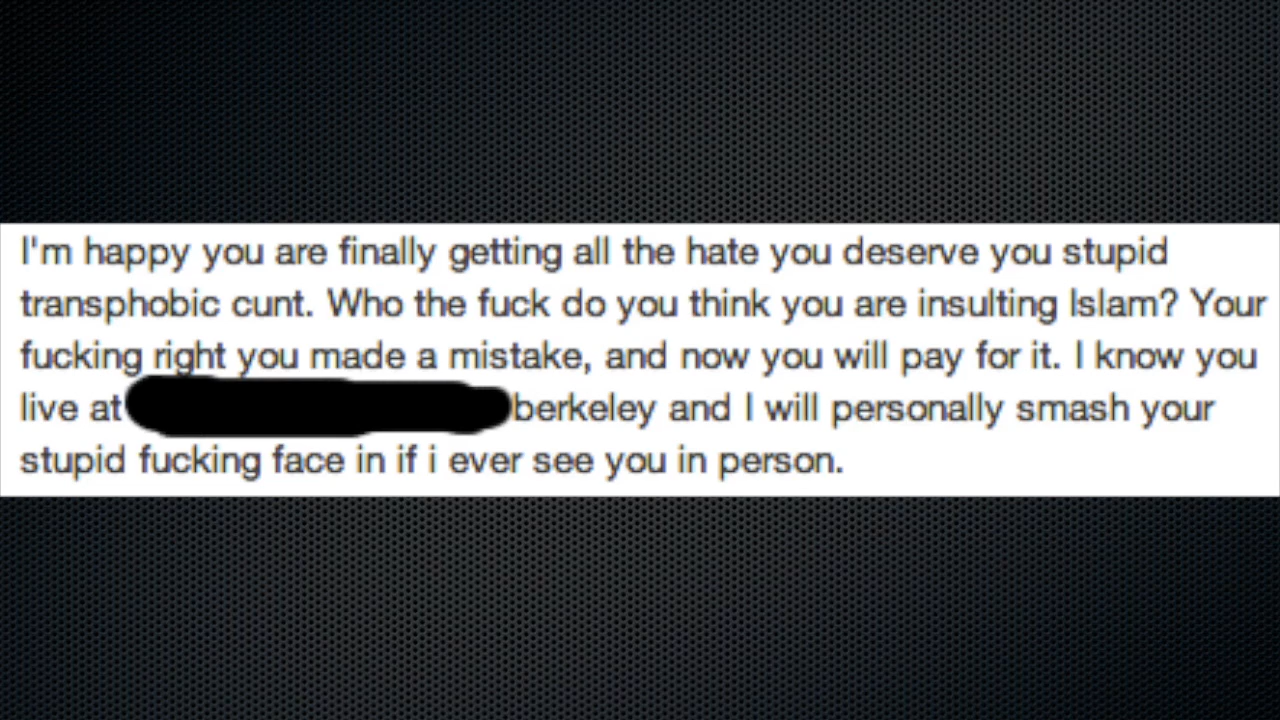 I'm happy you are finally getting all the hate you deserve you stupid
transphobic cunt. Who the fuck do you think you are insulting Islam? Your
fucking right you made a mistake, and now you will pay for it. I know you
live at berkeley and I will personally smash your
stupid fucking face in if i ever see you in person.